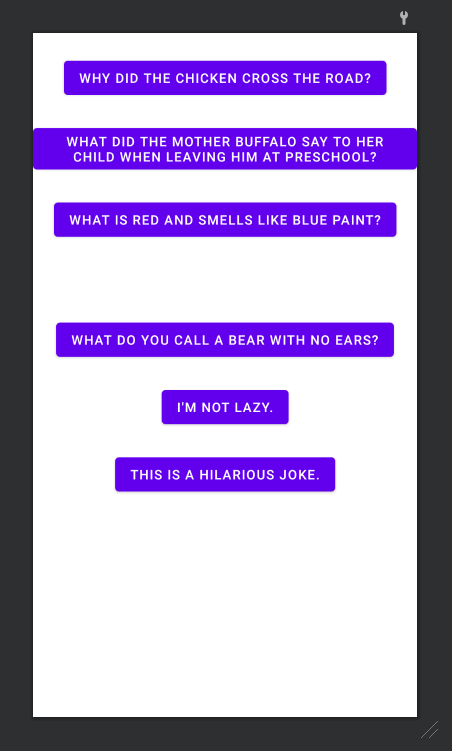 WHY DID THE CHICKEN CROSS THE ROAD?
WHAT DID THE MOTHER BUFFALO SAY TO HER
CHILD WHEN LEAVING HIM AT PRESCHOOL?
WHAT IS RED AND SMELLS LIKE BLUE PAINT?
WHAT DO YOU CALL A BEAR WITH NO EARS?
I'M NOT LAZY.
THIS IS A HILARIOUS JOKE.